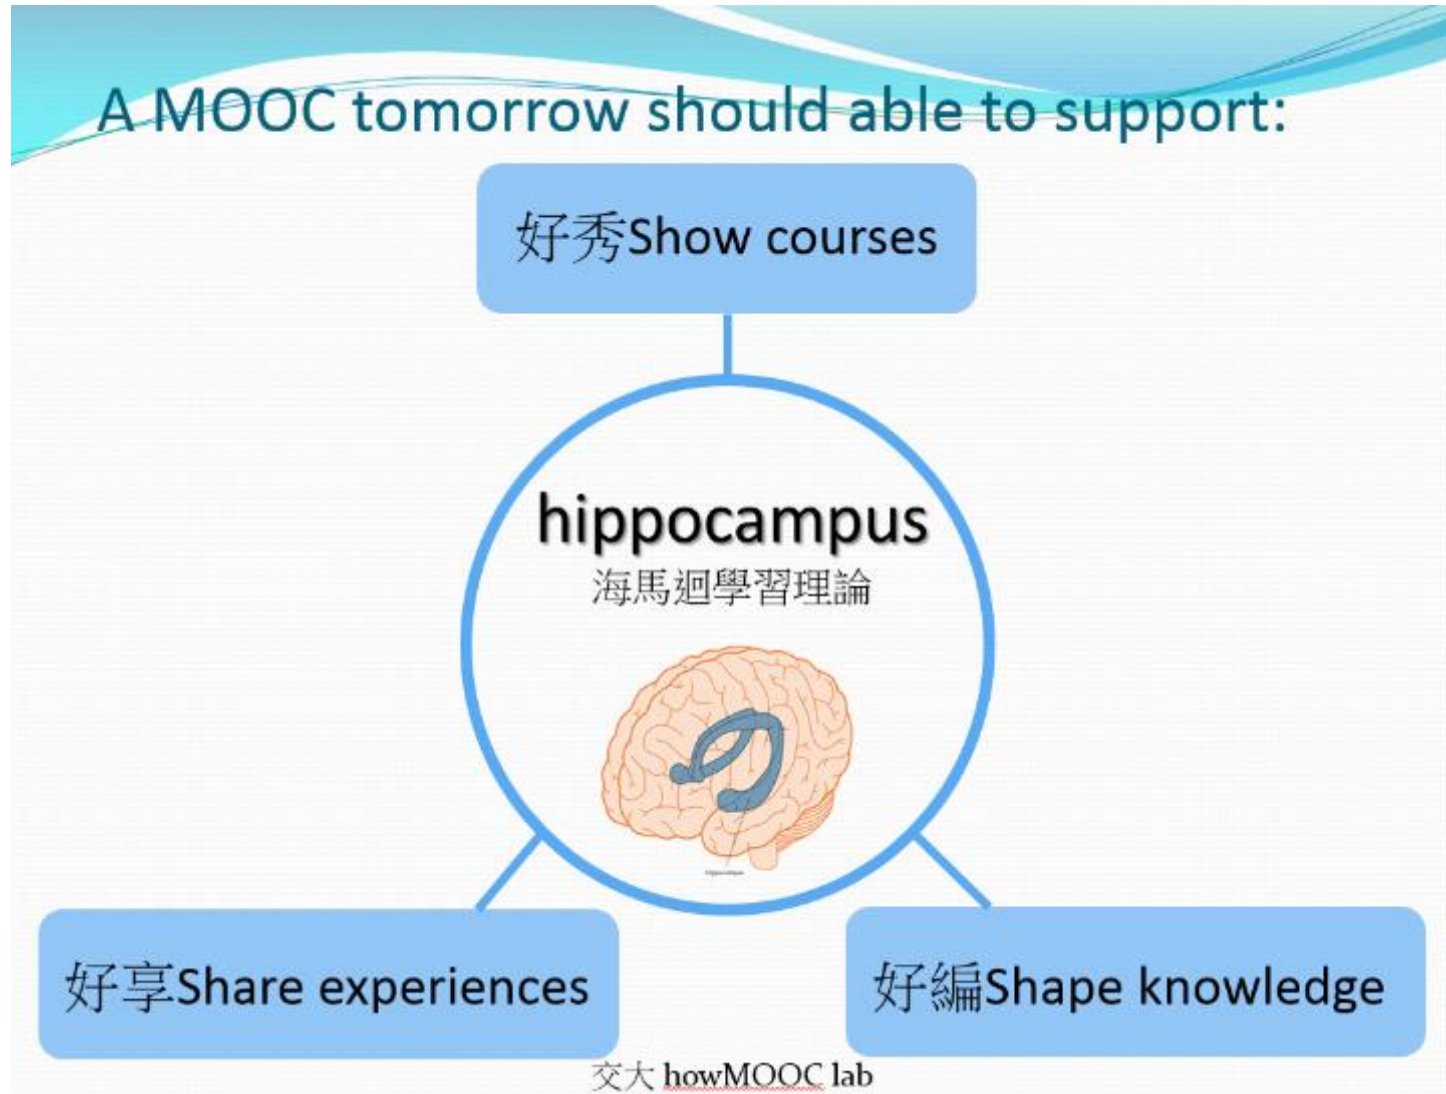 A MOOC tomorrow should able to support:
好秀Show courses
hippocampus
海馬迴學習理論
hippocampus
好享Share experiences
好編Shape knowledge
交大 howMOOC lab